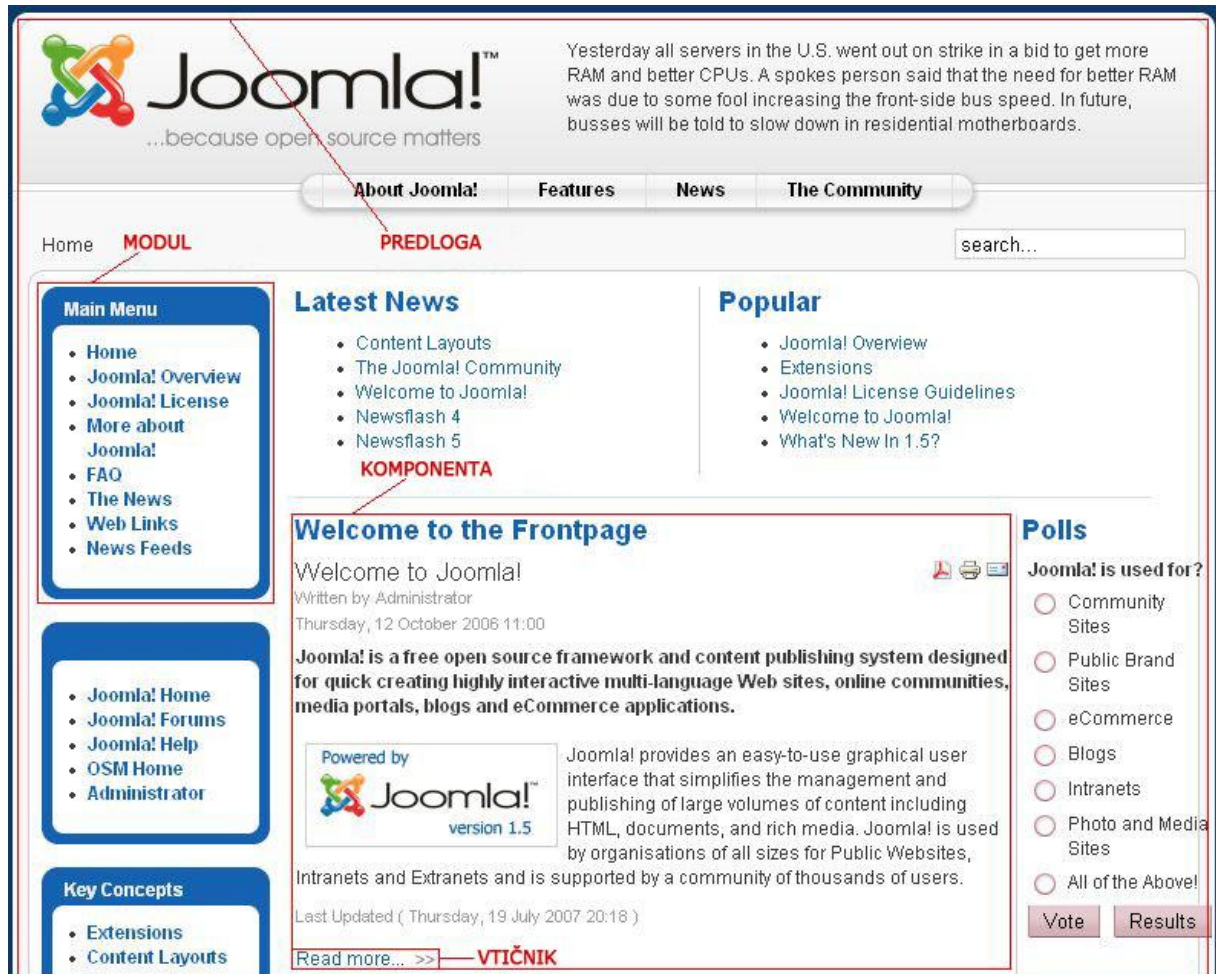 Joomla!™
...because open source matters
Yesterday all servers in the U.S. went out on strike in a bid to get more
RAM and better CPUs. A spokes person said that the need for better RAM
was due to some fool increasing the front-side bus speed. In future,
busses will be told to slow down in residential motherboards.
About Joomla! Features News The Community
Home MODUL PREDLOGA search...
Main Menu
Home
Joomla! Overview
Joomla! License
More about
Joomla!
FAQ
The News
Web Links
News Feeds
Joomla! Home
Joomla! Forums
Joomla! Help
OSM Home
Administrator
Key Concepts
Extensions
Content Layouts
Latest News
Content Layouts
The Joomla! Community
Welcome to Joomla!
Newsflash 4
Newsflash 5
Popular
Joomla! Overview
Extensions
Joomla! License Guidelines
Welcome to Joomla!
What's New In 1.5?
KOMPONENTA
Welcome to the Frontpage
Welcome to Joomla!
Written by Administrator
Thursday, 12 October 2006 11:00
Joomla! is a free open source framework and content publishing system designed
for quick creating highly interactive multi-language Web sites, online communities,
media portals, blogs and eCommerce applications.
Powered by
Joomla!™
version 1.5
Joomla! provides an easy-to-use graphical user
interface that simplifies the management and
publishing of large volumes of content including
HTML, documents, and rich media. Joomla! is used
by organisations of all sizes for Public Websites,
Intranets and Extranets and is supported by a community of thousands of users.
Last Updated ( Thursday, 19 July 2007 20:18 )
Read more... >> VTIČNIK
Polls
Joomla! is used for?
Community
Sites
Public Brand
Sites
eCommerce
Blogs
Intranets
Photo and Media
Sites
All of the Above!
Vote Results